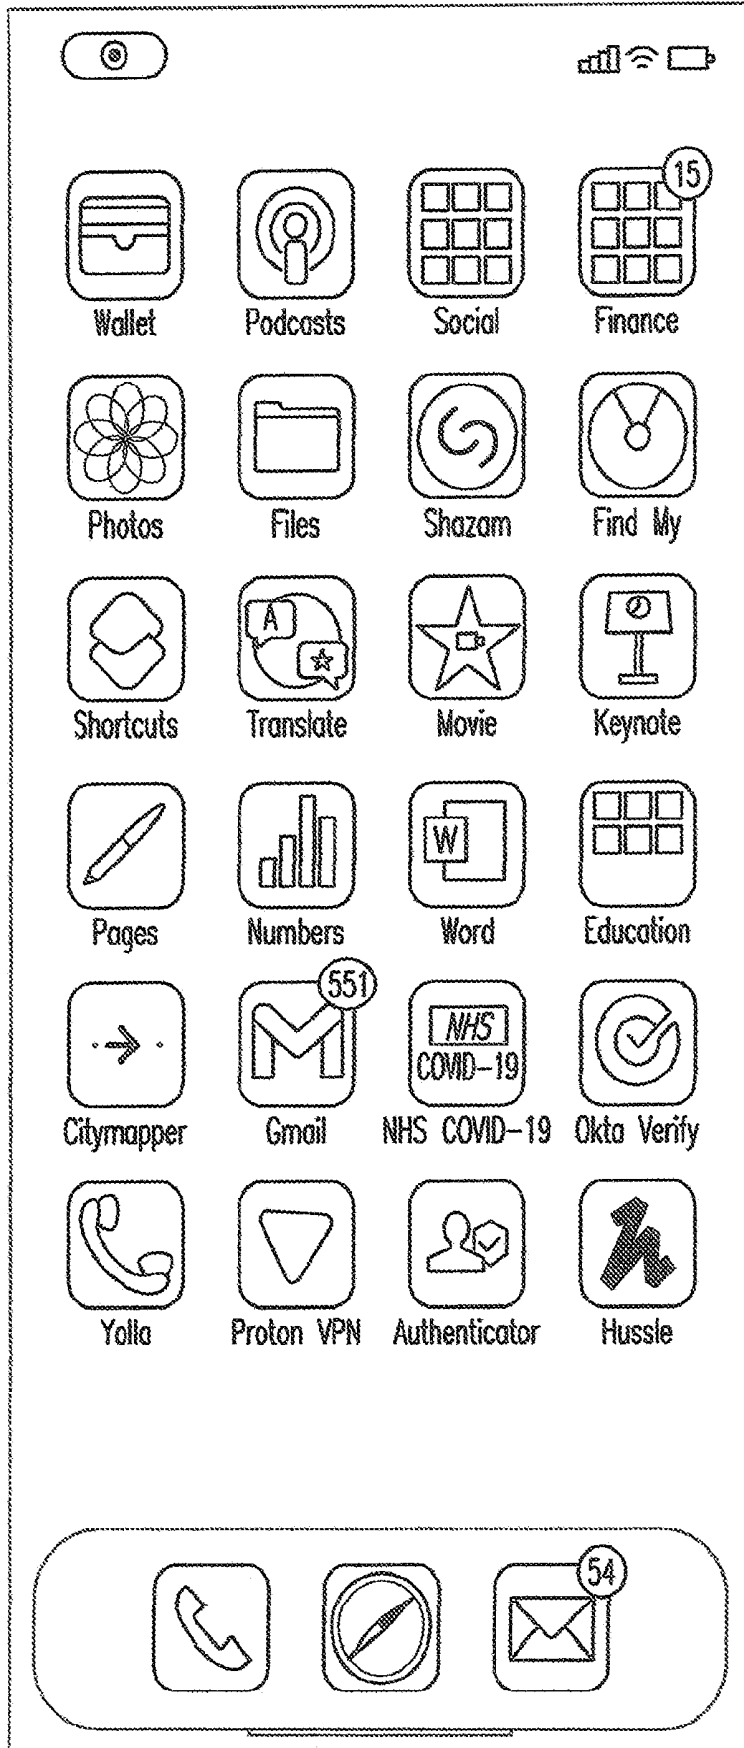 15
Wallet Podcasts Social Finance
Photos Files Shazam Find My
A
Shortcuts Translate Movie Keynote
W
Pages Numbers Word Education
551
NHS
COVID-19
Citymapper Gmail NHS COVID-19 Okta Verify
Yolla Proton VPN Authenticator Hussle
54